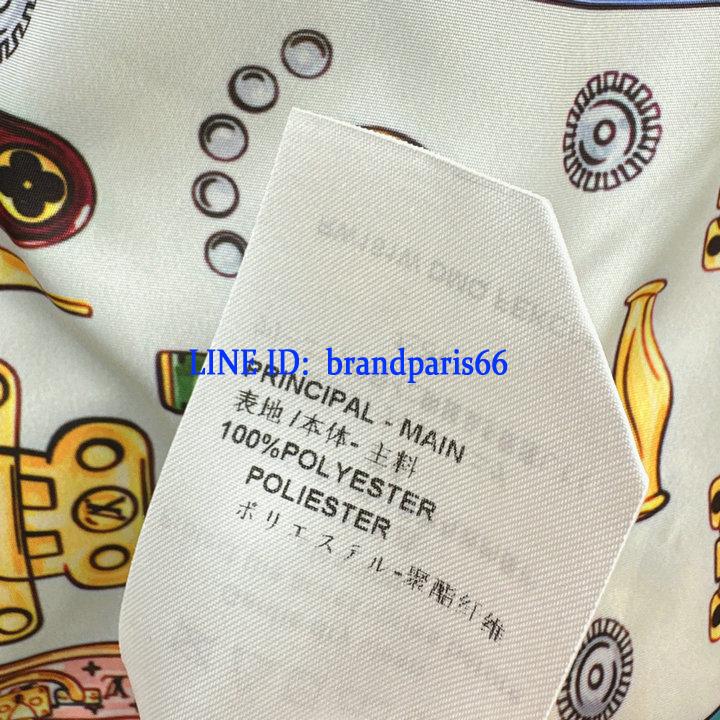 LINE ID: brandparis66
PRINCIPAL - MAIN
表地/本体- 主料
100%POLYESTER
POLIESTER
ポリエステル-聚酯红维